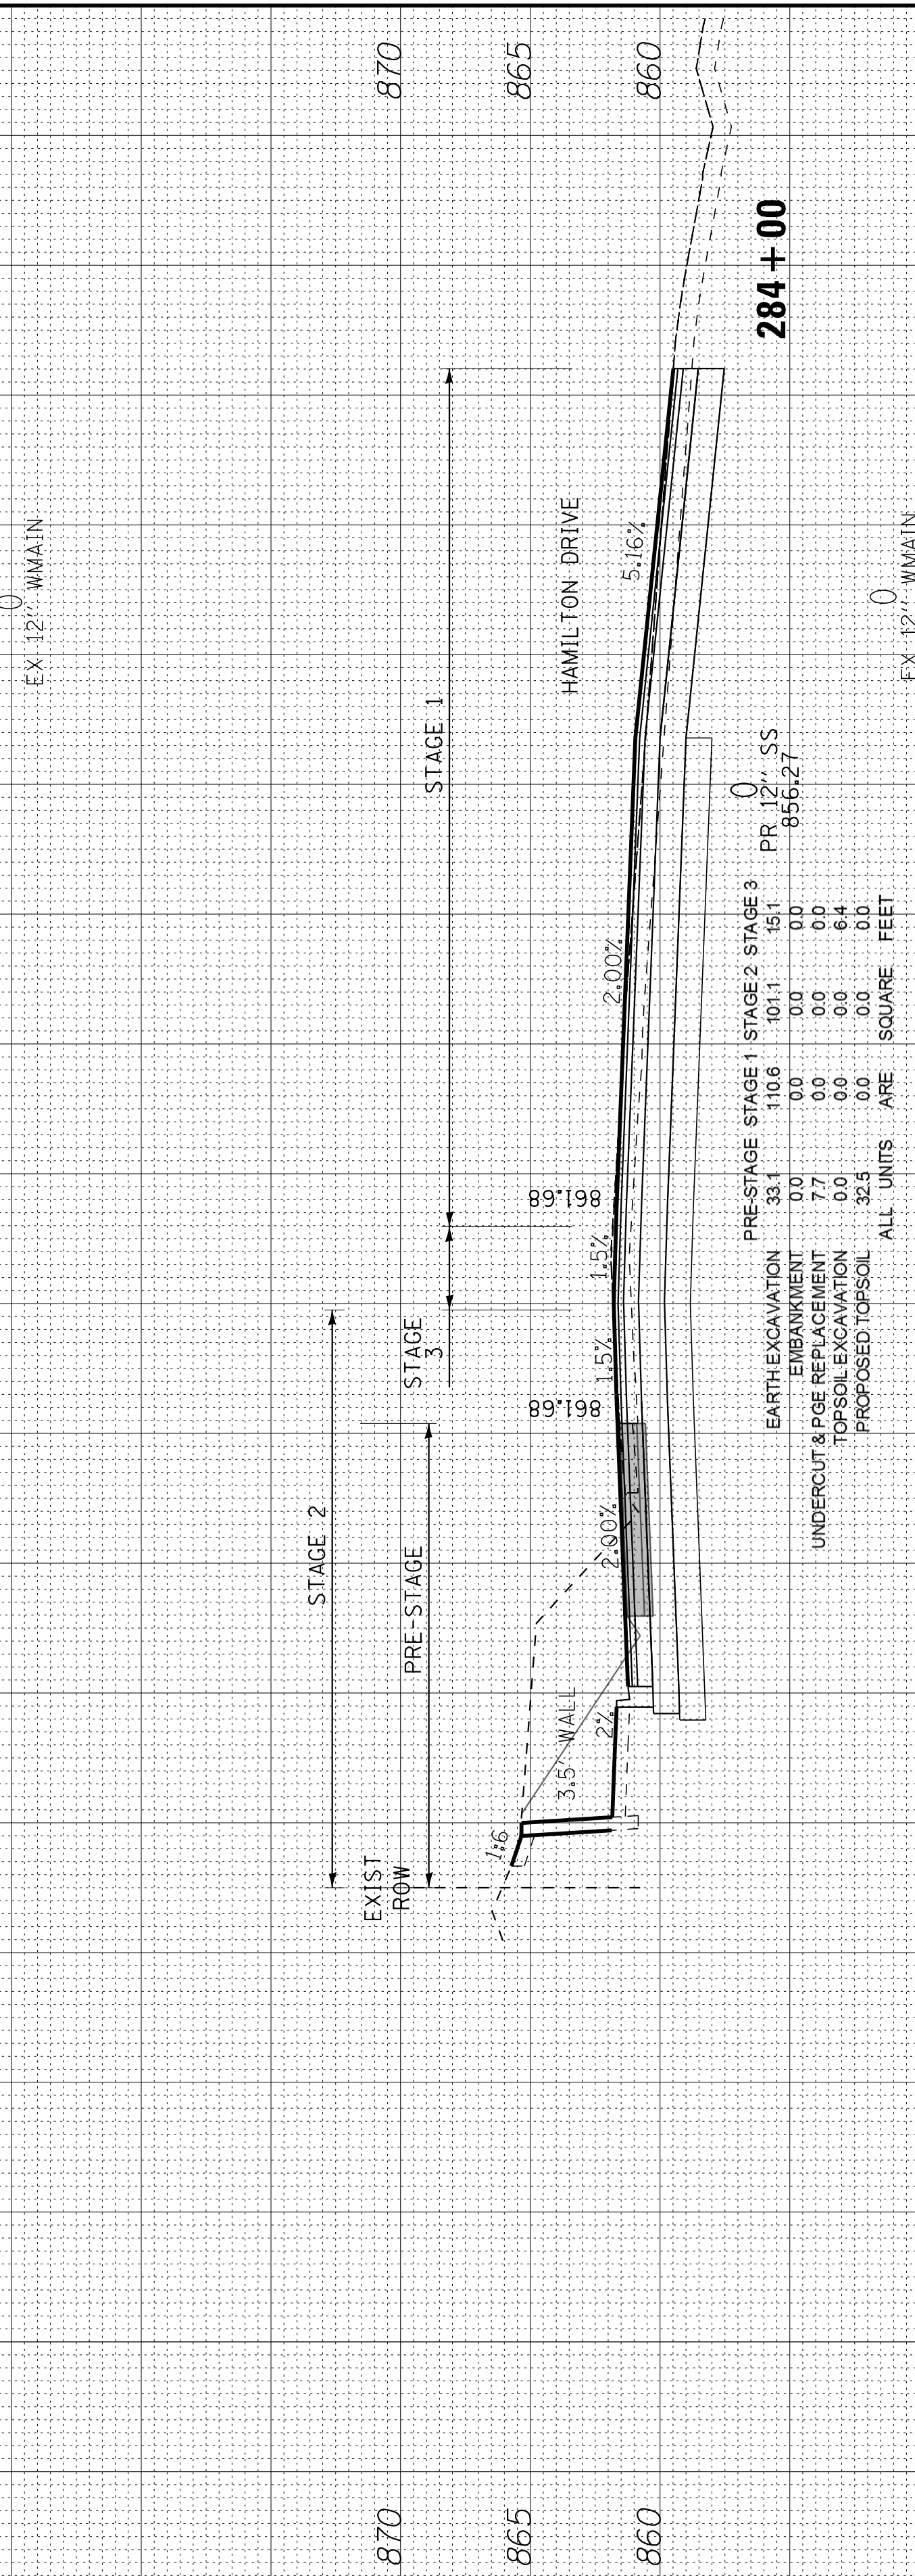 EX 12" WMAIN
870
870
865
865
860
860
STAGE 2
PRE-STAGE
STAGE 3
STAGE 1
EXIST
ROW
1:6
3.5' WALL
2%
2.00%
861.68
1.5%
1.5%
861.68
2.00%
HAMILTON DRIVE
5.16%
284+00
PR 12" SS
856.27
PRE-STAGE STAGE 1 STAGE 2 STAGE 3
EARTH EXCAVATION 33.1 110.6 101.1 15.1
EMBANKMENT 0.0 0.0 0.0 0.0
UNDERCUT & PGE REPLACEMENT 7.7 0.0 0.0 0.0
TOPSOIL EXCAVATION 0.0 0.0 0.0 6.4
PROPOSED TOPSOIL 32.5 0.0 0.0 0.0
ALL UNITS ARE SQUARE FEET
EX 12" WMAIN